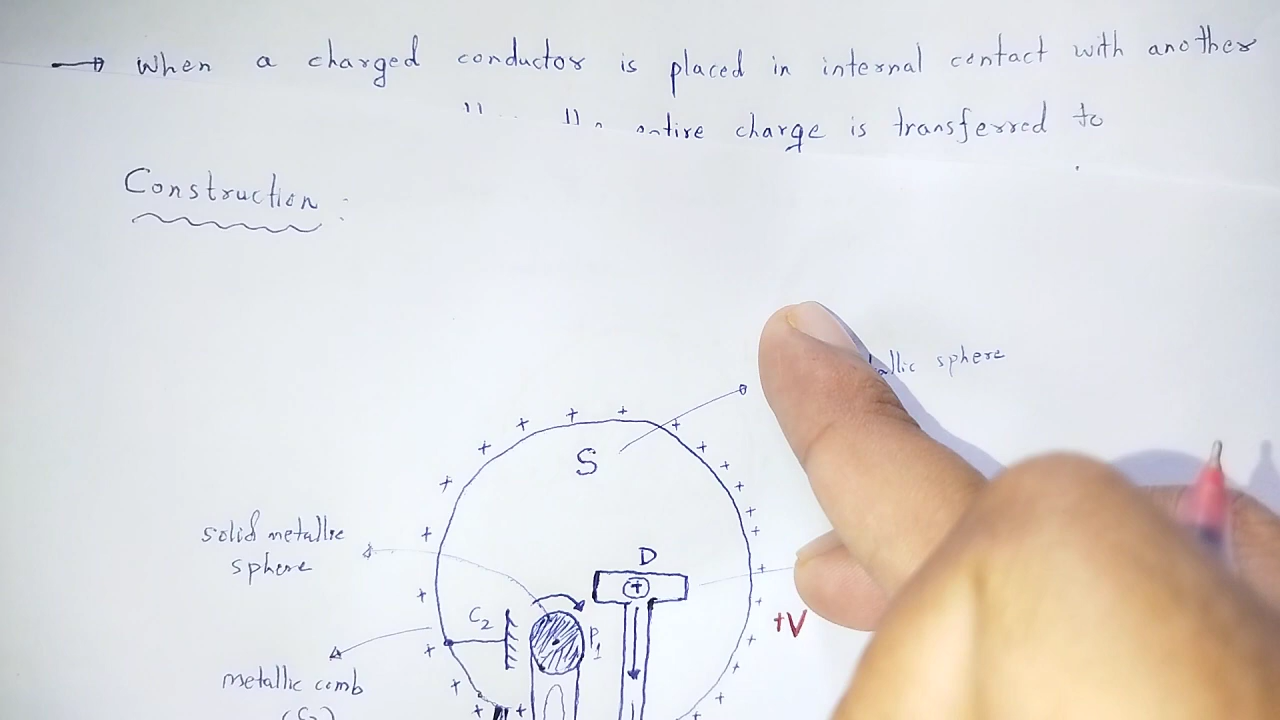 when a charged conductor is placed in internal contact with another
entire charge is transferred to
Construction :
sphere
S
solid metallic
sphere
D
+
C2
P1
+V
metallic comb